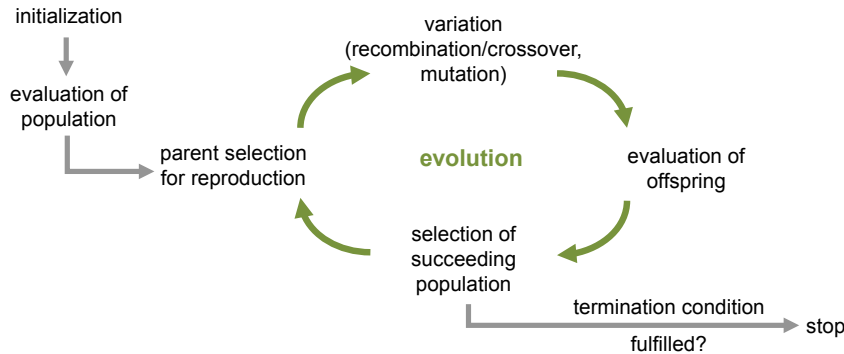 initialization
evaluation of
population
parent selection
for reproduction
variation
(recombination/crossover,
mutation)
evolution
evaluation of
offspring
selection of
succeeding
population
termination condition
fulfilled?
stop